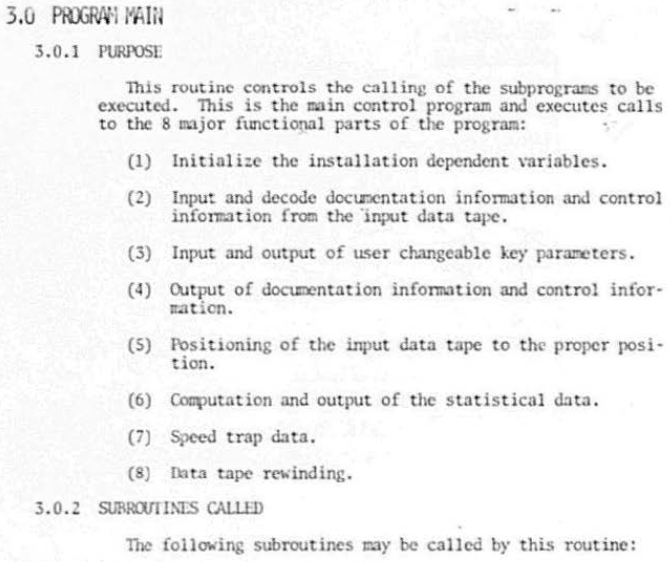 3.0 PROGRAM MAIN
3.0.1 PURPOSE
This routine controls the calling of the subprograms to be
executed. This is the main control program and executes calls
to the 8 major functional parts of the program:
(1) Initialize the installation dependent variables.
(2) Input and decode documentation information and control
information from the input data tape.
(3) Input and output of user changeable key parameters.
(4) Output of documentation information and control infor-
mation.
(5) Positioning of the input data tape to the proper posi-
tion.
(6) Computation and output of the statistical data.
(7) Speed trap data.
(8) Data tape rewinding.
3.0.2 SUBROUTINES CALLED
The following subroutines may be called by this routine: